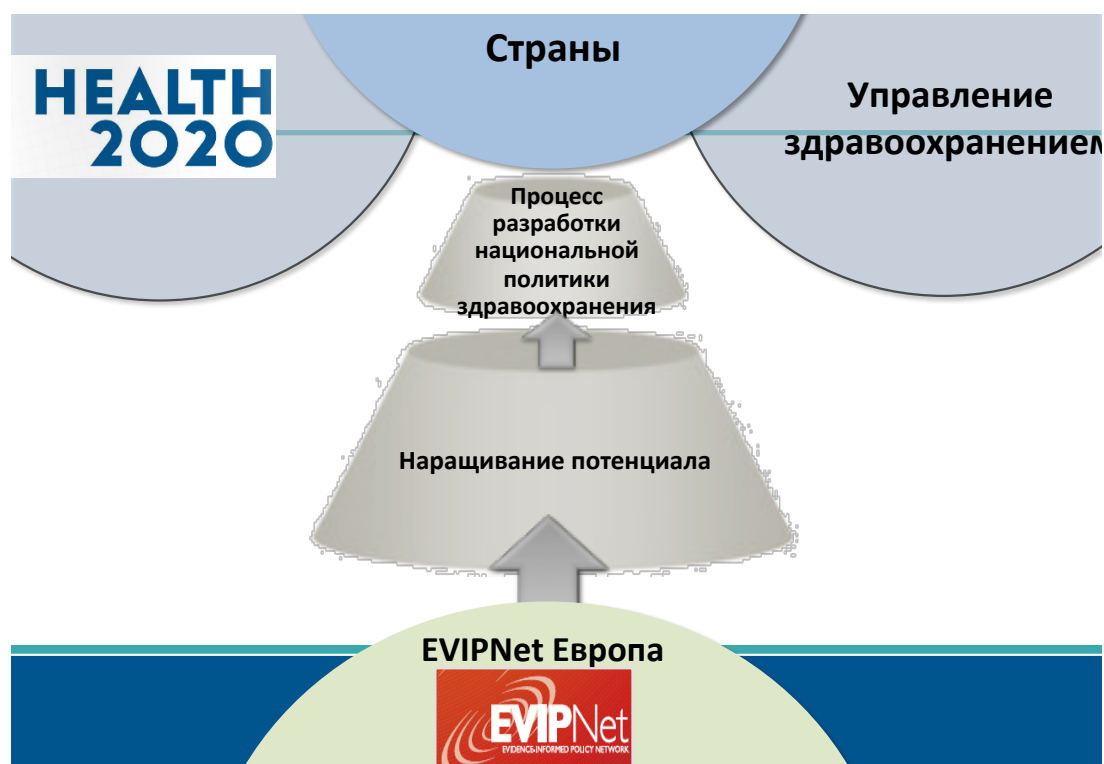 Страны
HEALTH
2020
Управление
здравоохранением
Процесс
разработки
национальной
политики
здравоохранения
Наращивание потенциала
EVIPNet Европа
EVIPNet
EVIDENCE-INFORMED POLICY NETWORK